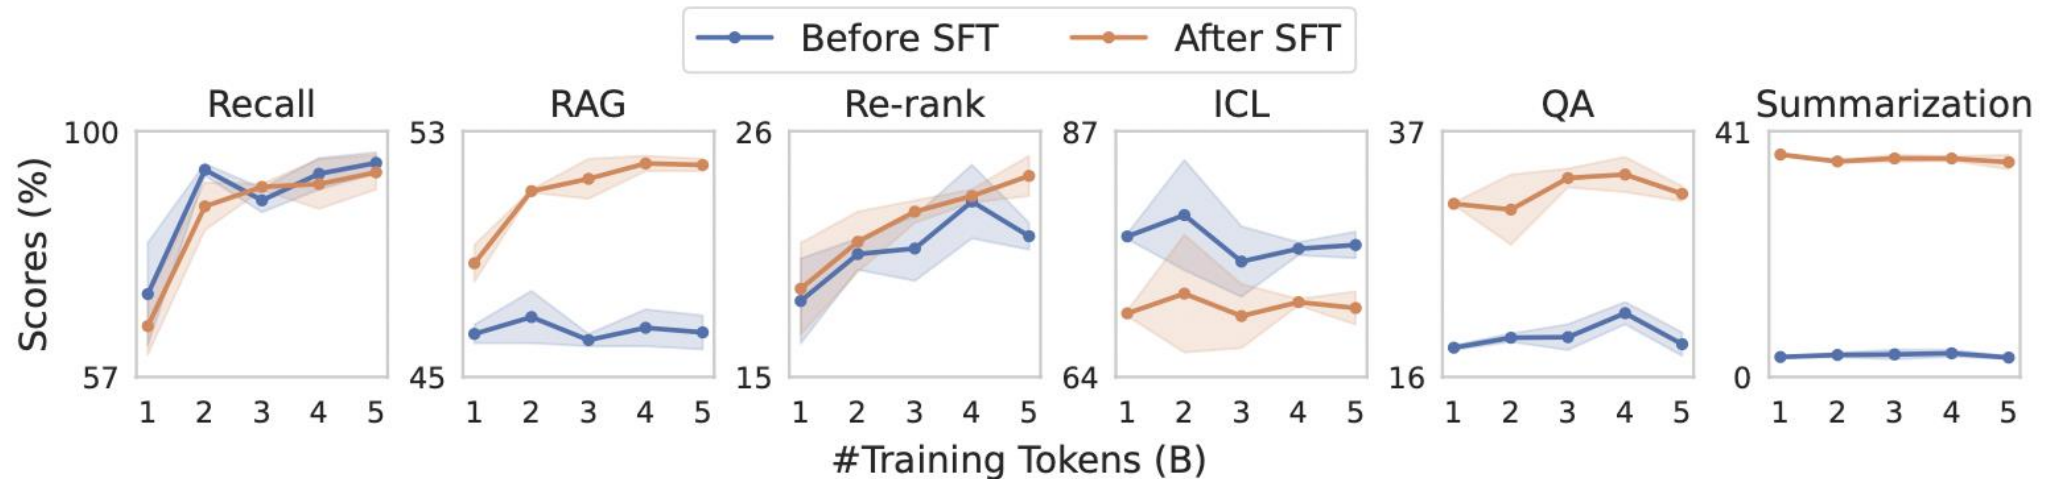 Before SFT After SFT
Recall RAG Re-rank ICL QA Summarization
100 53 26 87 37 41
Scores (%)
57 45 15 64 16 0
1 2 3 4 5 1 2 3 4 5 1 2 3 4 5 1 2 3 4 5 1 2 3 4 5 1 2 3 4 5
#Training Tokens (B)